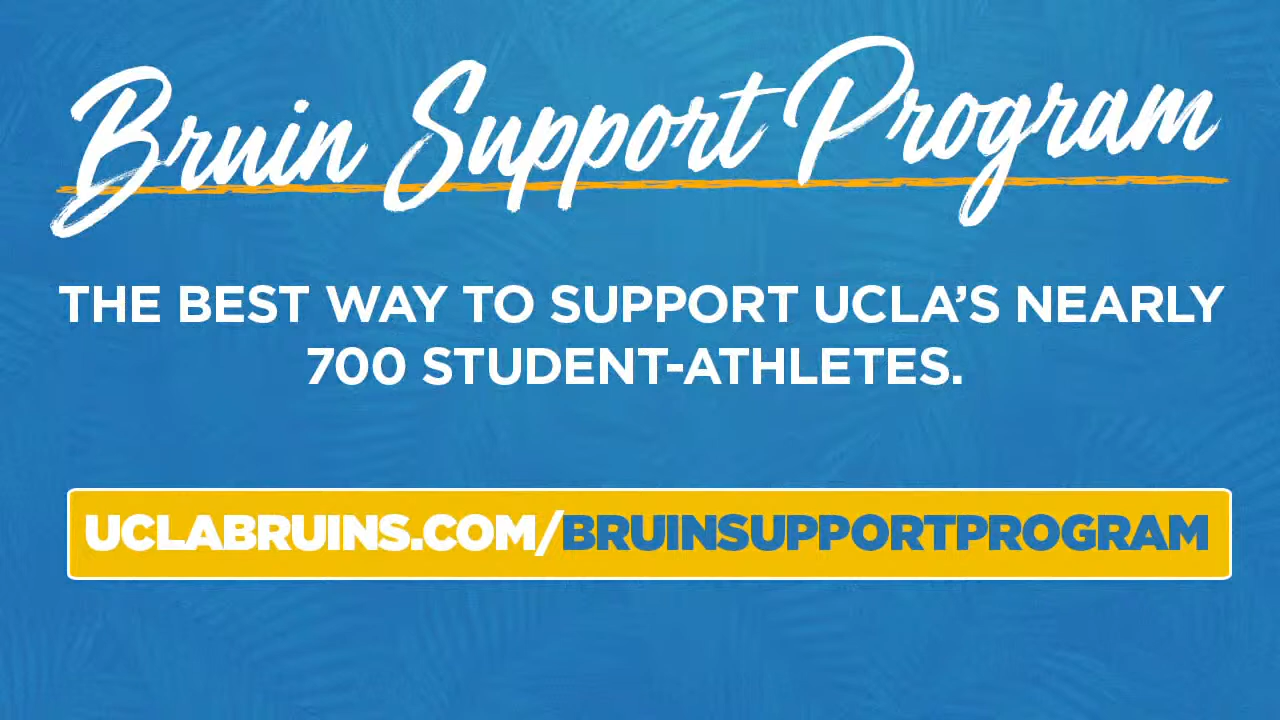 Bruin Support Program
THE BEST WAY TO SUPPORT UCLA’S NEARLY
700 STUDENT-ATHLETES.
UCLABRUINS.COM/BRUINSUPPORTPROGRAM